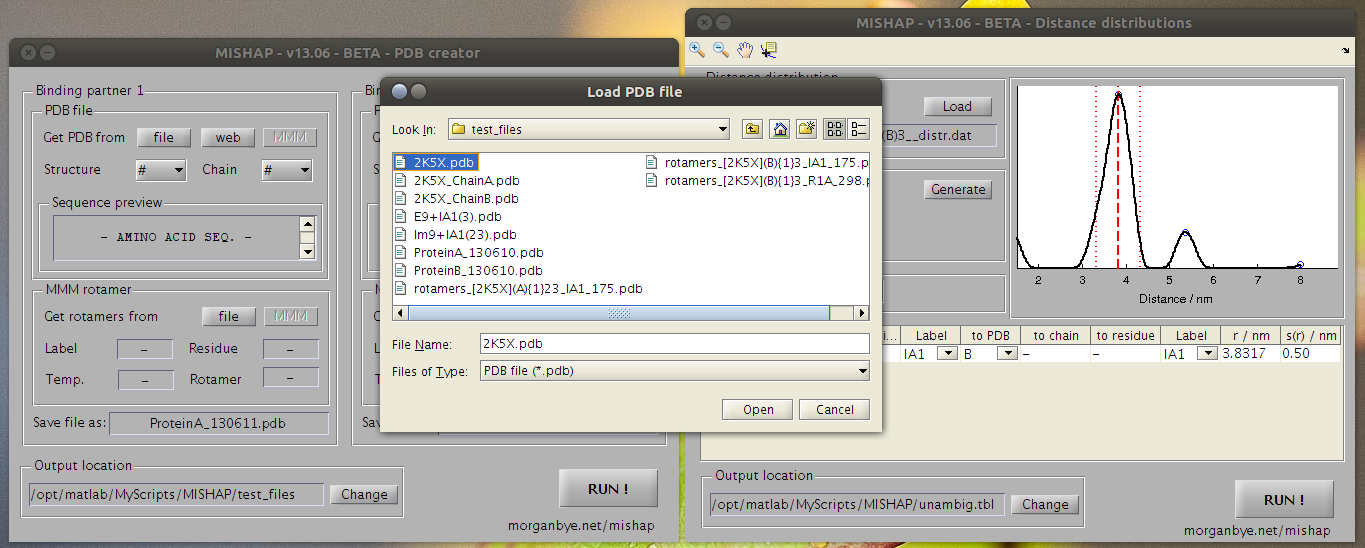 MISHAP - v13.06 - BETA - PDB creator
Binding partner 1
PDB file
Get PDB from file web MMM
Structure # Chain #
Sequence preview
- AMINO ACID SEQ. -
MMM rotamer
Get rotamers from file MMM
Label - Residue -
Temp. - Rotamer -
Save file as: ProteinA_130611.pdb
Output location
/opt/matlab/MyScripts/MISHAP/test_files Change
RUN !
morganbye.net/mishap
Load PDB file
Look In: test_files
2K5X.pdb
2K5X_ChainA.pdb
2K5X_ChainB.pdb
E9+IA1(3).pdb
Im9+IA1(23).pdb
ProteinA_130610.pdb
ProteinB_130610.pdb
rotamers_[2K5X](A){1}23_IA1_175.pdb
rotamers_[2K5X](B){1}3_IA1_175.p
rotamers_[2K5X](B){1}3_R1A_298.p
File Name: 2K5X.pdb
Files of Type: PDB file (*.pdb)
Open Cancel
MISHAP - v13.06 - BETA - Distance distributions
Distance distribution
Load
(B)3__distr.dat
Generate
2 3 4 5 6 7 8
Distance / nm
i... Label to PDB to chain to residue Label r / nm s(r) / nm
IA1 B - - IA1 3.8317 0.50
Output location
/opt/matlab/MyScripts/MISHAP/unambig.tbl Change
RUN !
morganbye.net/mishap